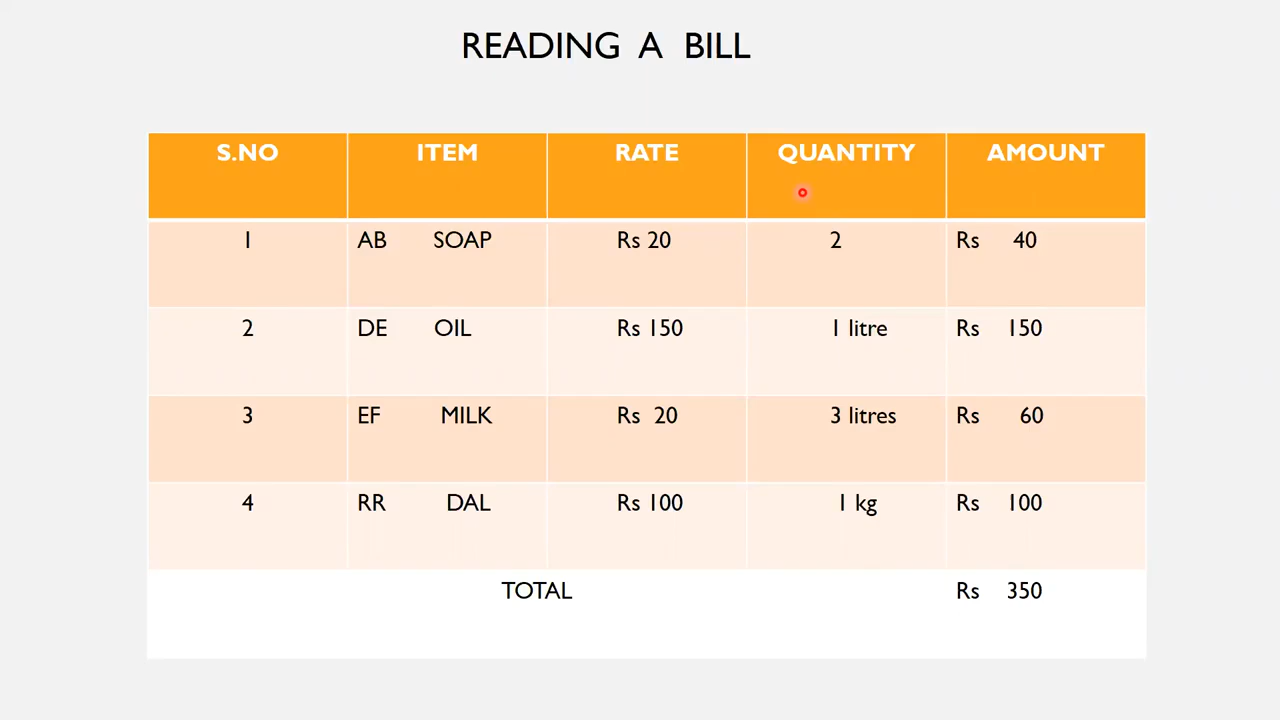 READING A BILL
S.NO ITEM RATE QUANTITY AMOUNT
1 AB SOAP Rs 20 2 Rs 40
2 DE OIL Rs 150 1 litre Rs 150
3 EF MILK Rs 20 3 litres Rs 60
4 RR DAL Rs 100 1 kg Rs 100
TOTAL Rs 350